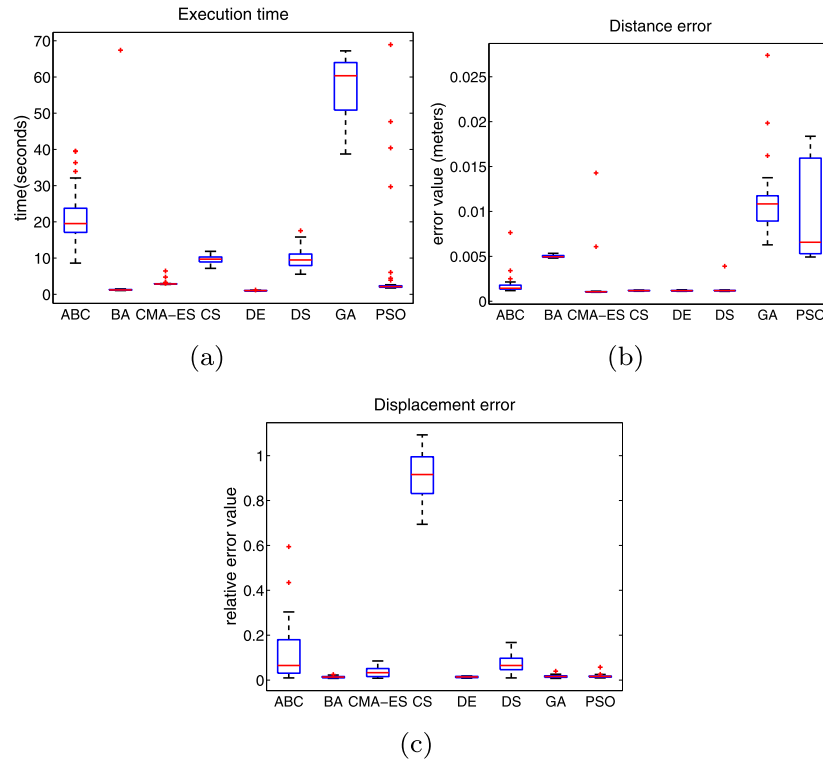 Execution time
time(seconds)
70
60
50
40
30
20
10
0
ABC BA CMA-ES CS DE DS GA PSO
(a)
Distance error
error value (meters)
0.025
0.02
0.015
0.01
0.005
0
ABC BA CMA-ES CS DE DS GA PSO
(b)
Displacement error
relative error value
1
0.8
0.6
0.4
0.2
0
ABC BA CMA-ES CS DE DS GA PSO
(c)